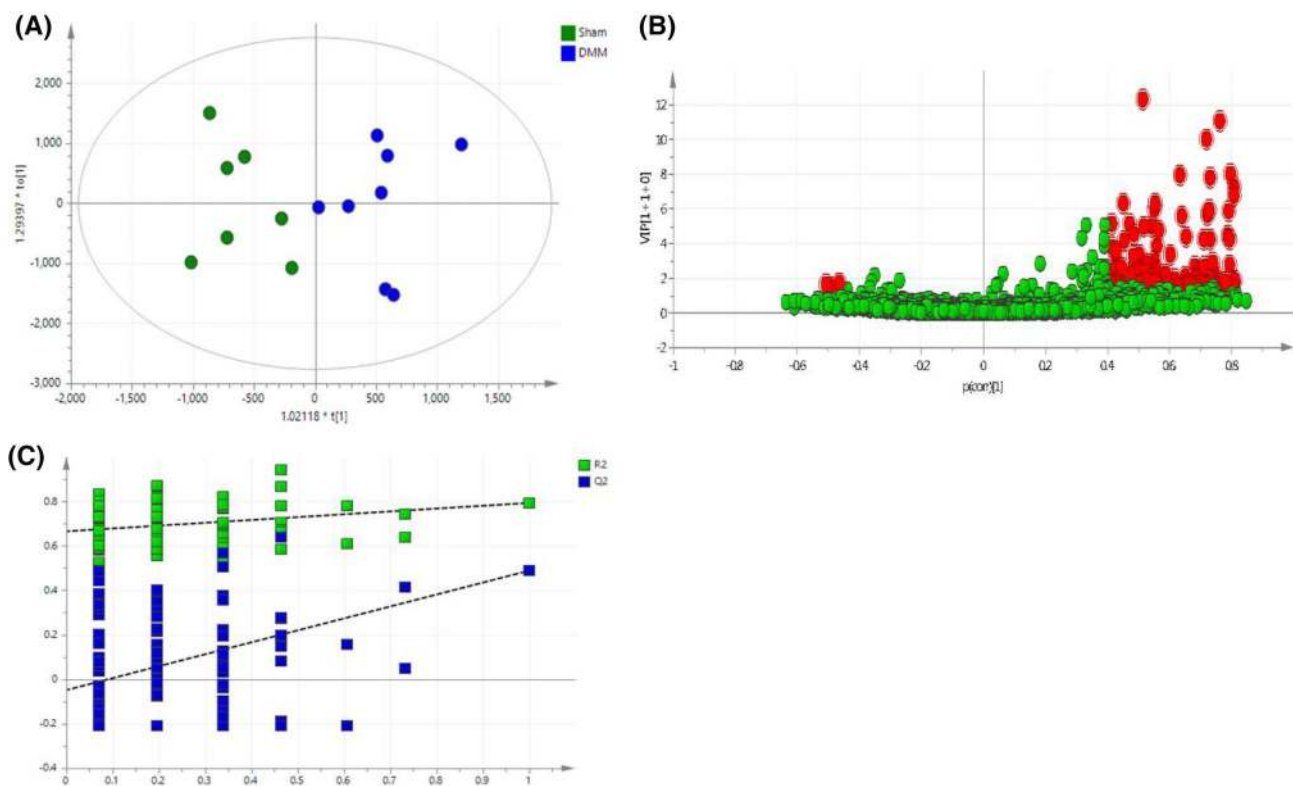 (A)
Sham
DMM
2,000
1,000
0
-1,000
-2,000
-3,000
1.29397 * to[1]
-2,000 -1,500 -1,000 -500 0 500 1,000 1,500
1.02118 * t[1]
(B)
VIP[1 + 1 + 0]
12
10
8
6
4
2
0
-2
-1 -0.8 -0.6 -0.4 -0.2 0 0.2 0.4 0.6 0.8
p(corr)[1]
(C)
R2
Q2
0.8
0.6
0.4
0.2
0
-0.2
-0.4
0 0.1 0.2 0.3 0.4 0.5 0.6 0.7 0.8 0.9 1